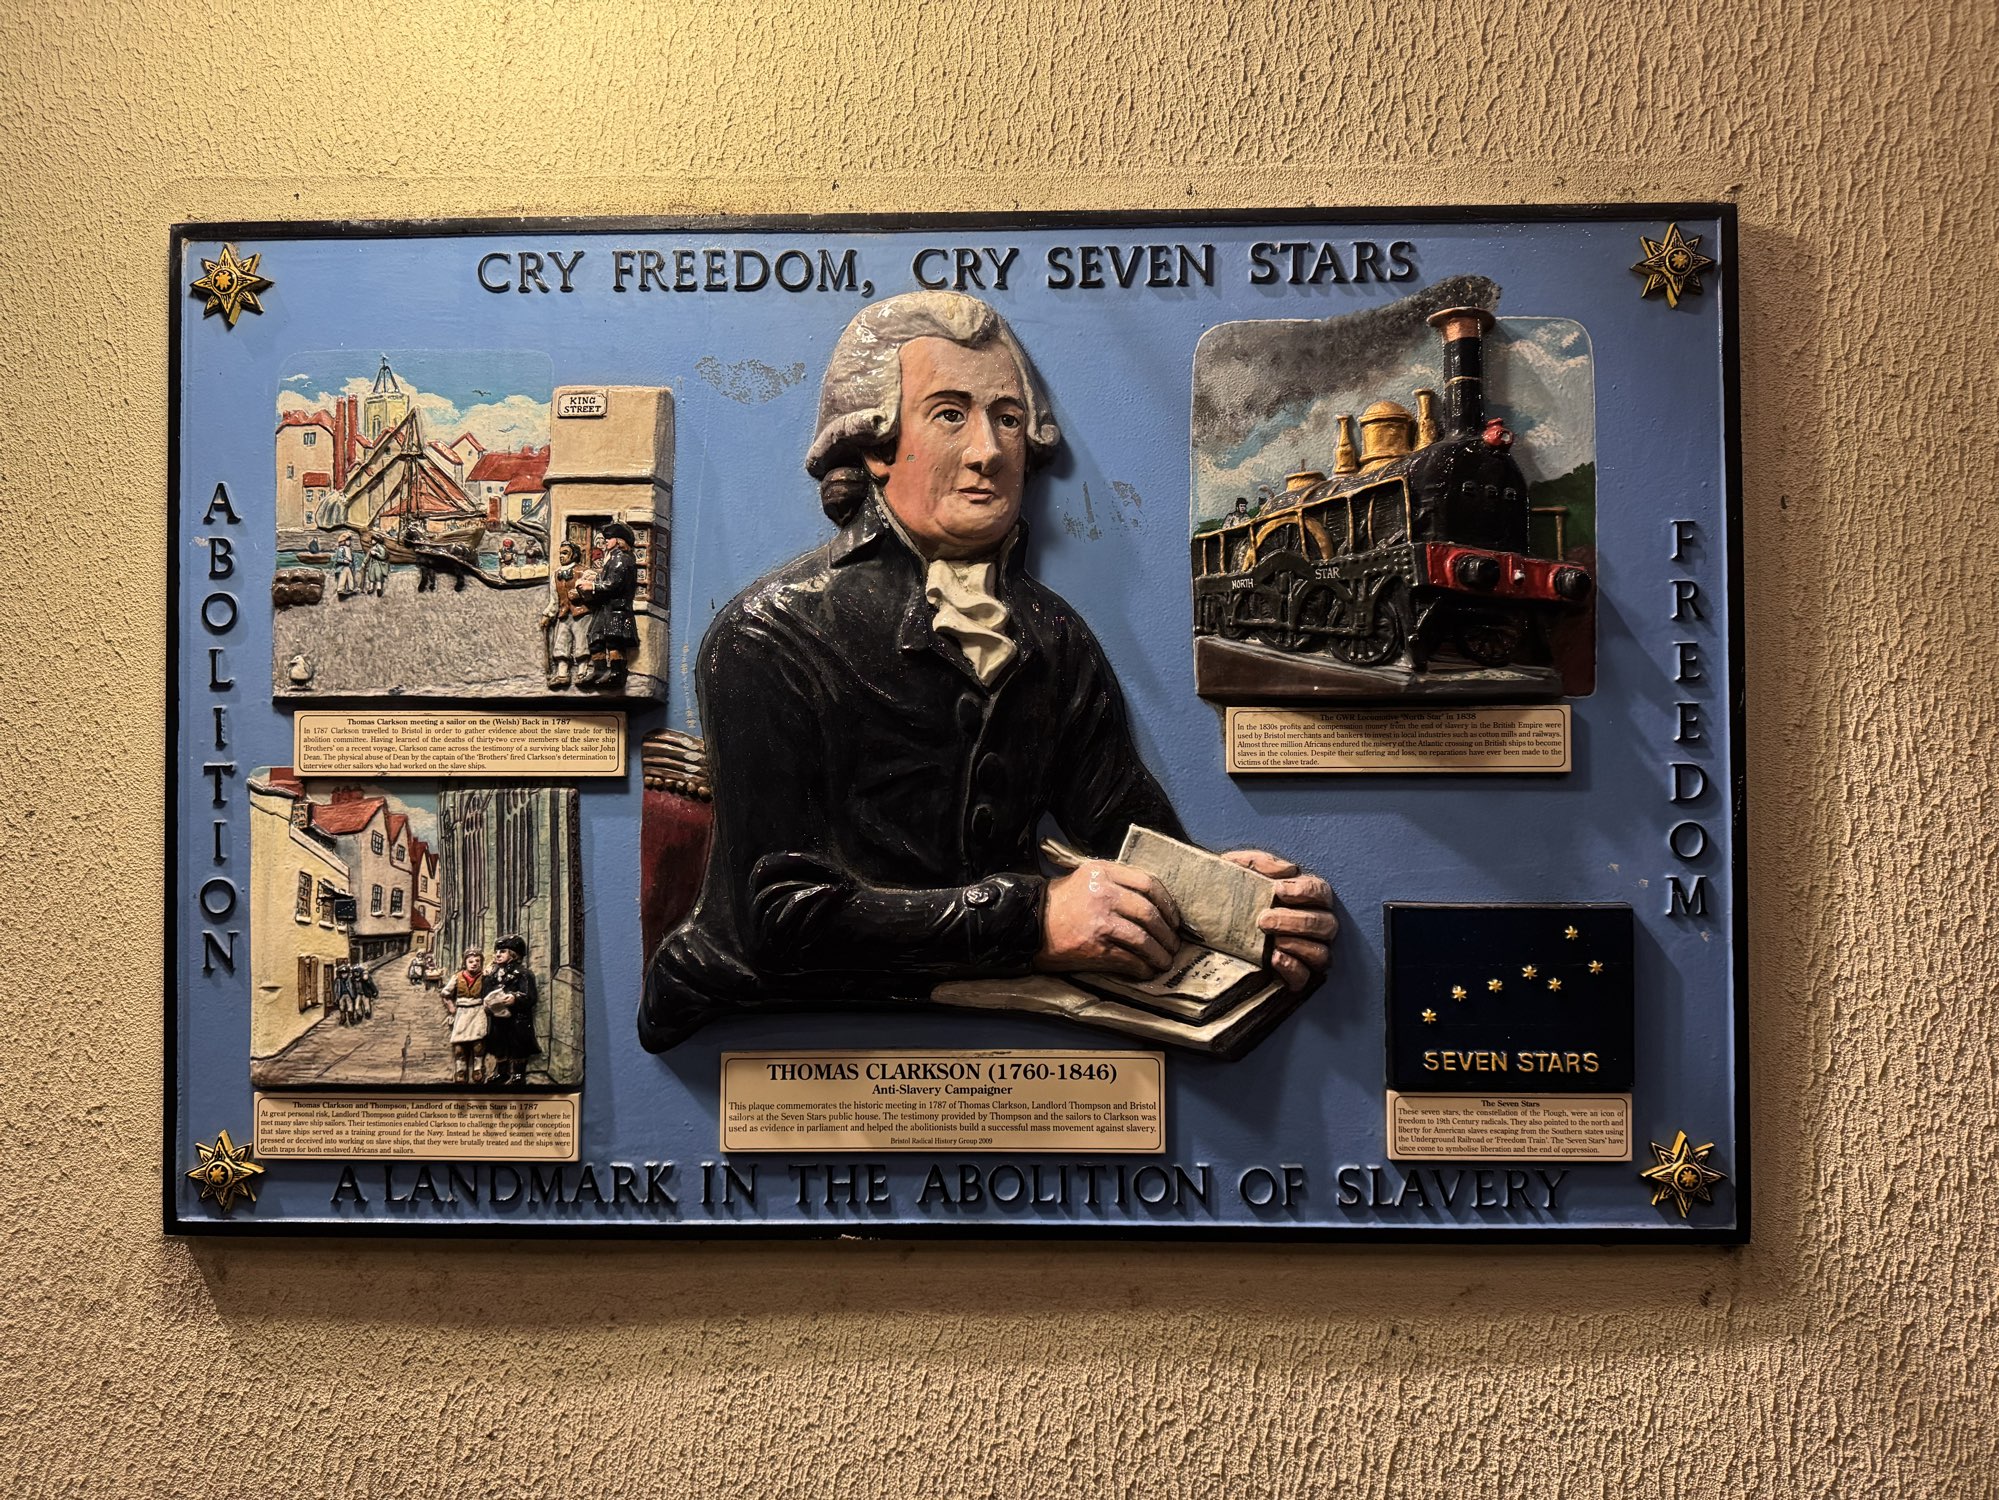 CRY FREEDOM, CRY SEVEN STARS
ABOLITION
FREEDOM
KING
STREET
Thomas Clarkson meeting a sailor on the (Welsh) Back in 1787
In 1787 Clarkson travelled to Bristol in order to gather evidence about the slave trade for the
abolition committee. Having learned of the deaths of thirty-two crew members of the slave ship
'Brothers' on a recent voyage, Clarkson came across the testimony of a surviving black sailor John
Dean. The physical abuse of Dean by the captain of the 'Brothers' fired Clarkson's determination to
interview other sailors who had worked on the slave ships.
NORTH STAR
The GWR Locomotive 'North Star' in 1838
In the 1830s profits and compensation money from the end of slavery in the British Empire were
used by Bristol merchants and bankers to invest in local industries such as cotton mills and railways.
Almost three million Africans endured the misery of the Atlantic crossing on British ships to become
slaves in the colonies. Despite their suffering and loss, no reparations have ever been made to the
victims of the slave trade.
Thomas Clarkson and Thompson, Landlord of the Seven Stars in 1787
At great personal risk, Landlord Thompson guided Clarkson to the taverns of the old port where he
met many slave ship sailors. Their testimonies enabled Clarkson to challenge the popular conception
that slave ships served as a training ground for the Navy. Instead he showed seamen were often
pressed or deceived into working on slave ships, that they were brutally treated and the ships were
death traps for both enslaved Africans and sailors.
THOMAS CLARKSON (1760-1846)
Anti-Slavery Campaigner
This plaque commemorates the historic meeting in 1787 of Thomas Clarkson, Landlord Thompson and Bristol
sailors at the Seven Stars public house. The testimony provided by Thompson and the sailors to Clarkson was
used as evidence in parliament and helped the abolitionists build a successful mass movement against slavery.
Bristol Radical History Group 2009
SEVEN STARS
The Seven Stars
These seven stars, the constellation of the Plough, were an icon of
freedom to 19th Century radicals. They also pointed to the north and
liberty for American slaves escaping from the Southern states using
the Underground Railroad or 'Freedom Train'. The 'Seven Stars' have
since come to symbolise liberation and the end of oppression.
A LANDMARK IN THE ABOLITION OF SLAVERY